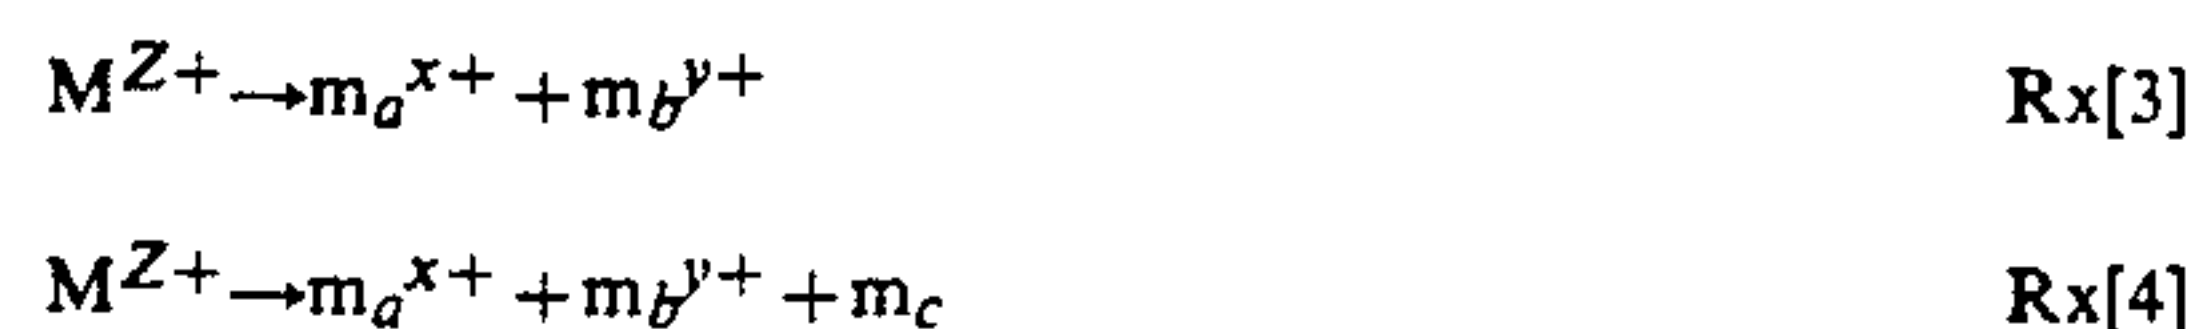 M^{Z+}→m_a^{x+}+m_b^{y+} Rx[3]
M^{Z+}→m_a^{x+}+m_b^{y+}+m_c Rx[4]